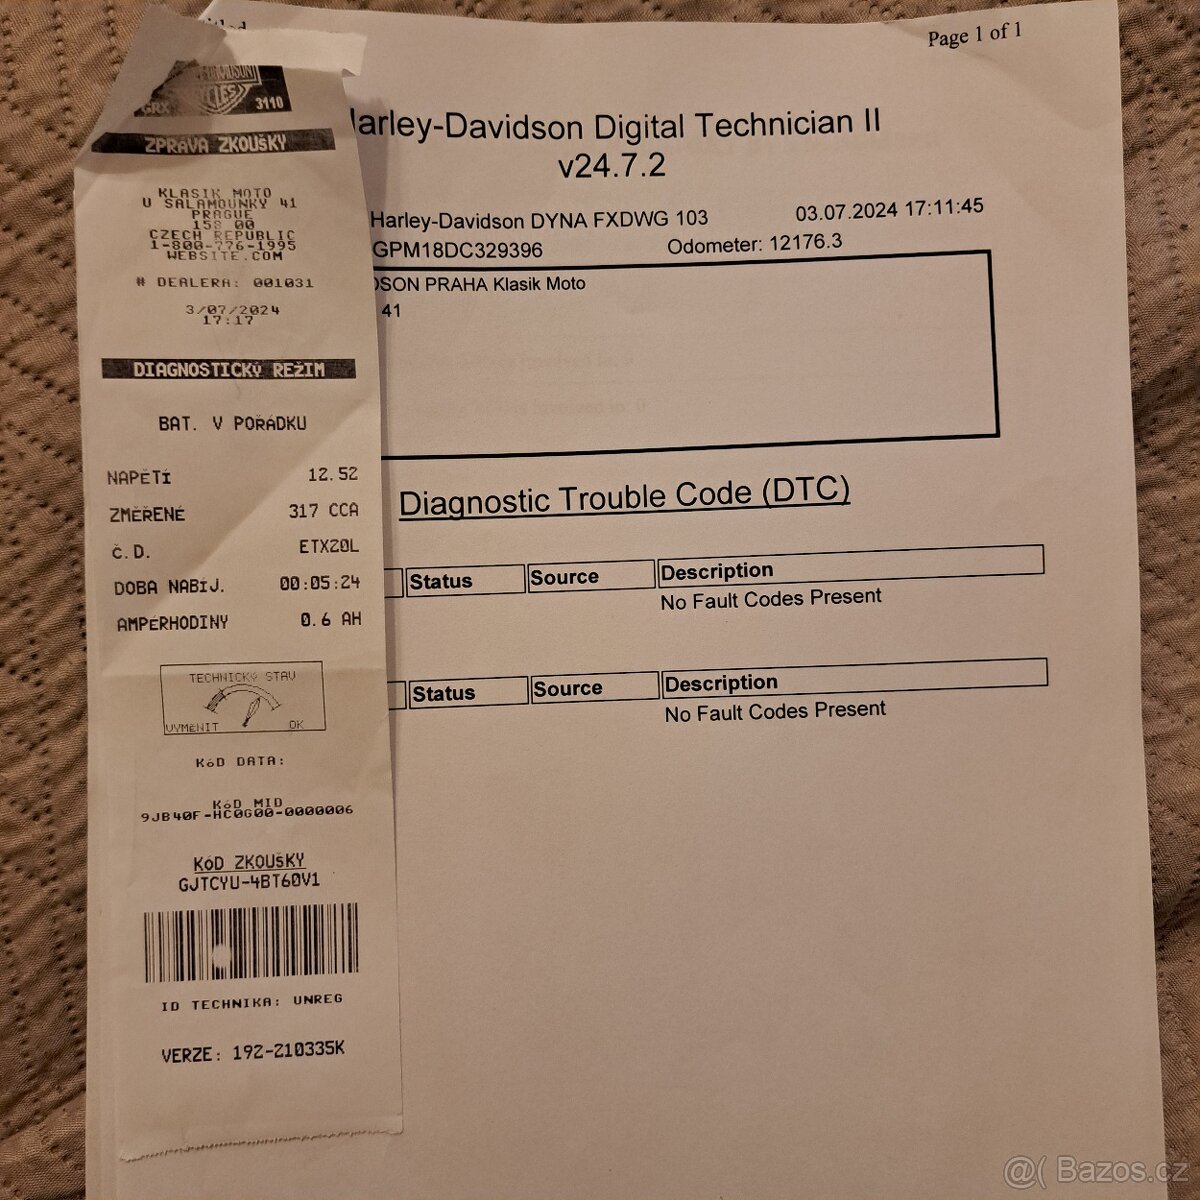 Page 1 of 1
3110
ZPRÁVA ZKOUŠKY
KLASIK MOTO
U SALAMOUNKY 41
PRAGUE
158 00
CZECH REPUBLIC
1-800-776-1995
WEBSITE.COM
# DEALERA: 001031
3/07/2024
17:17
DIAGNOSTICKÝ REŽIM
BAT. V POŘÁDKU
NAPĚTÍ 12.52
ZMĚŘENÉ 317 CCA
Č.D. ETX20L
DOBA NABÍJ. 00:05:24
AMPÉRHODINY 0.6 AH
TECHNICKÝ STAV
VYMĚNIT OK
KÓD DATA:
KÓD MID
9JB40F-HC0G00-0000006
KÓD ZKOUŠKY
GJTCYU-4BT60V1
ID TECHNIKA: UNREG
VERZE: 192-210335K
arley-Davidson Digital Technician II
v24.7.2
Harley-Davidson DYNA FXDWG 103 03.07.2024 17:11:45
GPM18DC329396 Odometer: 12176.3
DSON PRAHA Klasik Moto
41
Diagnostic Trouble Code (DTC)
Status Source Description
No Fault Codes Present
Status Source Description
No Fault Codes Present
@( Bazos.cz